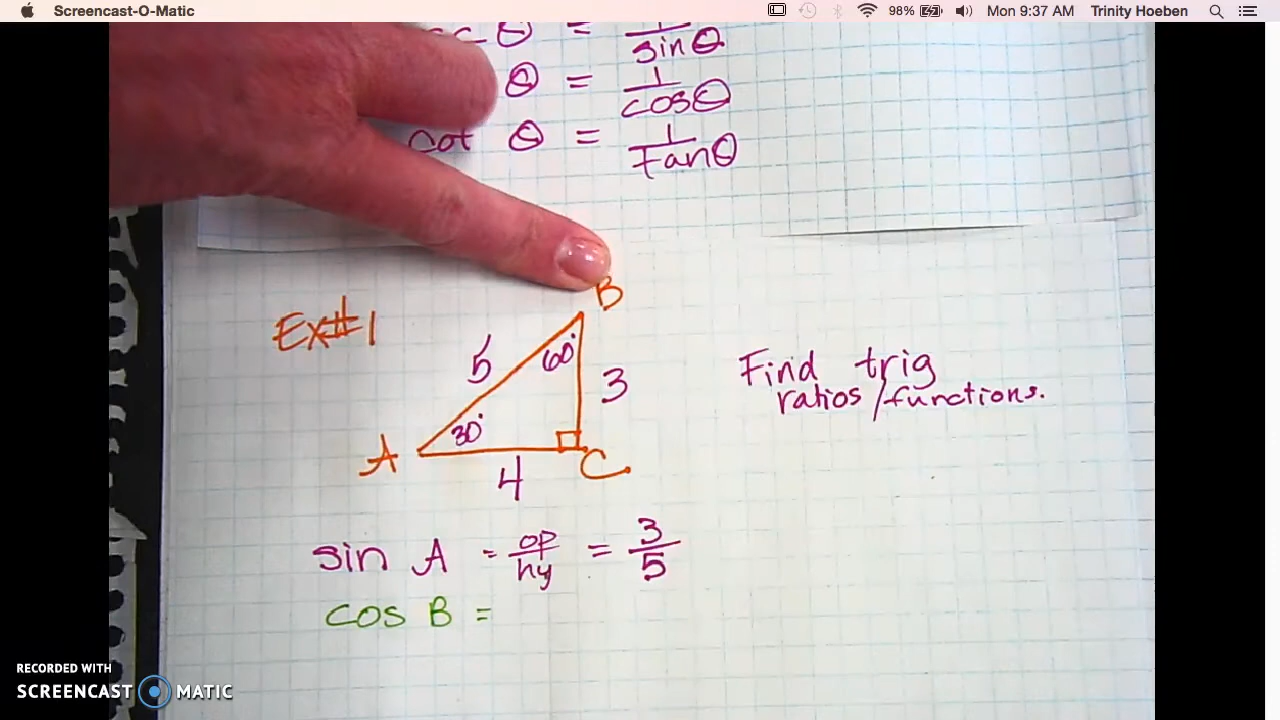 Screencast-O-Matic 98% Mon 9:37 AM Trinity Hoeben
θ = 1/sinθ
θ = 1/cosθ
cot θ = 1/Tanθ
B
Ex#1
5 60° 3
Find trig
ratios/functions.
30°
A C
4
sin A = op/hy = 3/5
cos B =
RECORDED WITH
SCREENCAST MATIC